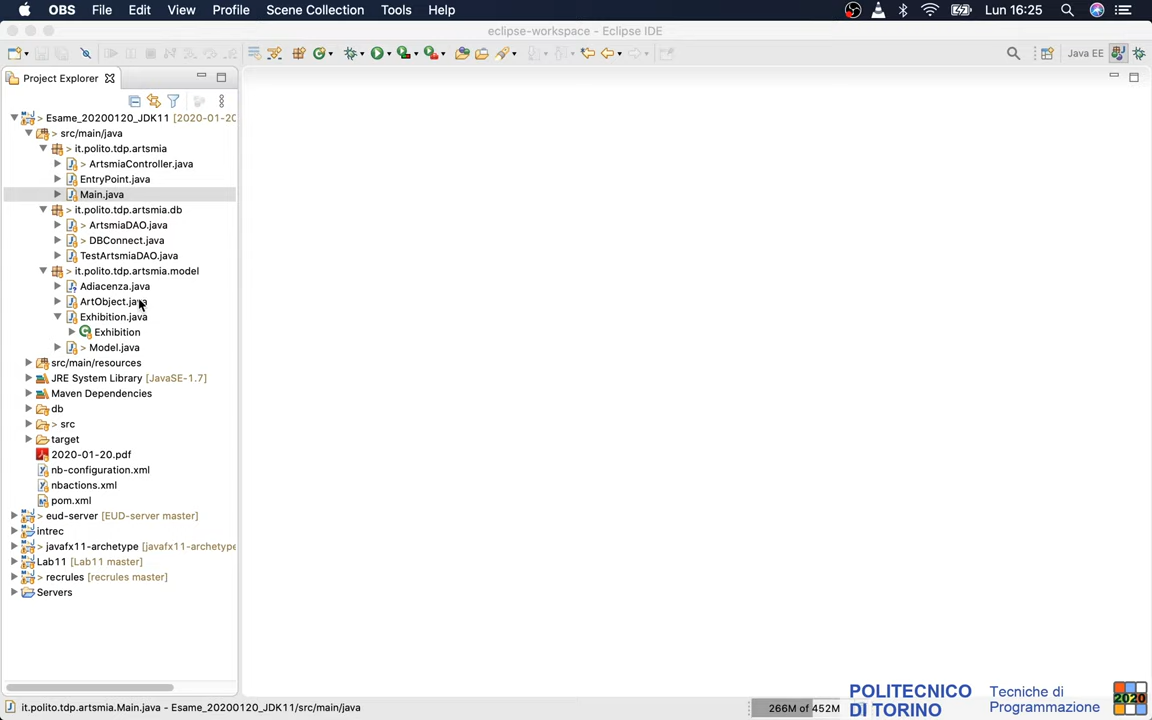 OBS File Edit View Profile Scene Collection Tools Help Lun 16:25
eclipse-workspace - Eclipse IDE
Java EE
Project Explorer
> Esame_20200120_JDK11 [2020-01-20
> src/main/java
> it.polito.tdp.artsmia
> ArtsmiaController.java
EntryPoint.java
Main.java
> it.polito.tdp.artsmia.db
> ArtsmiaDAO.java
> DBConnect.java
TestArtsmiaDAO.java
> it.polito.tdp.artsmia.model
Adiacenza.java
ArtObject.java
Exhibition.java
Exhibition
> Model.java
src/main/resources
JRE System Library [JavaSE-1.7]
Maven Dependencies
db
> src
target
2020-01-20.pdf
nb-configuration.xml
nbactions.xml
pom.xml
> eud-server [EUD-server master]
intrec
> javafx11-archetype [javafx11-archetype
Lab11 [Lab11 master]
> recrules [recrules master]
Servers
it.polito.tdp.artsmia.Main.java - Esame_20200120_JDK11/src/main/java
266M of 452M
POLITECNICO
DI TORINO
Tecniche di
Programmazione
2020